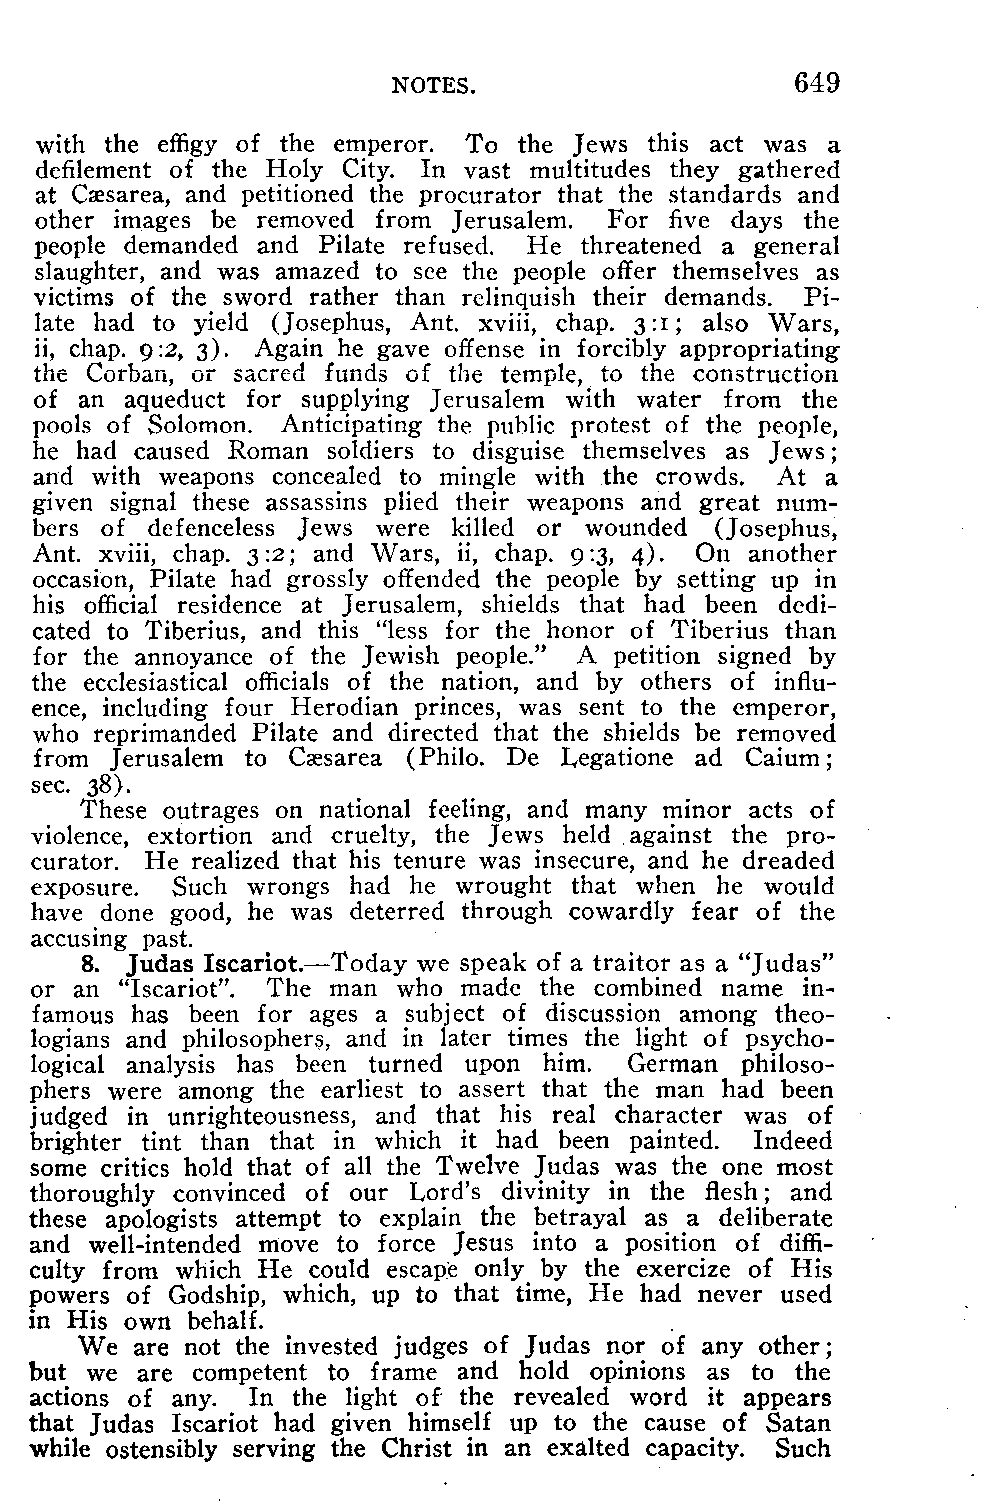 NOTES. 649
with the effigy of the emperor. To the Jews this act was a
defilement of the Holy City. In vast multitudes they gathered
at Cæsarea, and petitioned the procurator that the standards and
other images be removed from Jerusalem. For five days the
people demanded and Pilate refused. He threatened a general
slaughter, and was amazed to see the people offer themselves as
victims of the sword rather than relinquish their demands. Pi-
late had to yield (Josephus, Ant. xviii, chap. 3:1; also Wars,
ii, chap. 9:2, 3). Again he gave offense in forcibly appropriating
the Corban, or sacred funds of the temple, to the construction
of an aqueduct for supplying Jerusalem with water from the
pools of Solomon. Anticipating the public protest of the people,
he had caused Roman soldiers to disguise themselves as Jews;
and with weapons concealed to mingle with the crowds. At a
given signal these assassins plied their weapons and great num-
bers of defenceless Jews were killed or wounded (Josephus,
Ant. xviii, chap. 3:2; and Wars, ii, chap. 9:3, 4). On another
occasion, Pilate had grossly offended the people by setting up in
his official residence at Jerusalem, shields that had been dedi-
cated to Tiberius, and this "less for the honor of Tiberius than
for the annoyance of the Jewish people." A petition signed by
the ecclesiastical officials of the nation, and by others of influ-
ence, including four Herodian princes, was sent to the emperor,
who reprimanded Pilate and directed that the shields be removed
from Jerusalem to Cæsarea (Philo. De Legatione ad Caium;
sec. 38).
These outrages on national feeling, and many minor acts of
violence, extortion and cruelty, the Jews held against the pro-
curator. He realized that his tenure was insecure, and he dreaded
exposure. Such wrongs had he wrought that when he would
have done good, he was deterred through cowardly fear of the
accusing past.
8. Judas Iscariot.—Today we speak of a traitor as a "Judas"
or an "Iscariot". The man who made the combined name in-
famous has been for ages a subject of discussion among theo-
logians and philosophers, and in later times the light of psycho-
logical analysis has been turned upon him. German philoso-
phers were among the earliest to assert that the man had been
judged in unrighteousness, and that his real character was of
brighter tint than that in which it had been painted. Indeed
some critics hold that of all the Twelve Judas was the one most
thoroughly convinced of our Lord's divinity in the flesh; and
these apologists attempt to explain the betrayal as a deliberate
and well-intended move to force Jesus into a position of diffi-
culty from which He could escape only by the exercize of His
powers of Godship, which, up to that time, He had never used
in His own behalf.
We are not the invested judges of Judas nor of any other;
but we are competent to frame and hold opinions as to the
actions of any. In the light of the revealed word it appears
that Judas Iscariot had given himself up to the cause of Satan
while ostensibly serving the Christ in an exalted capacity. Such